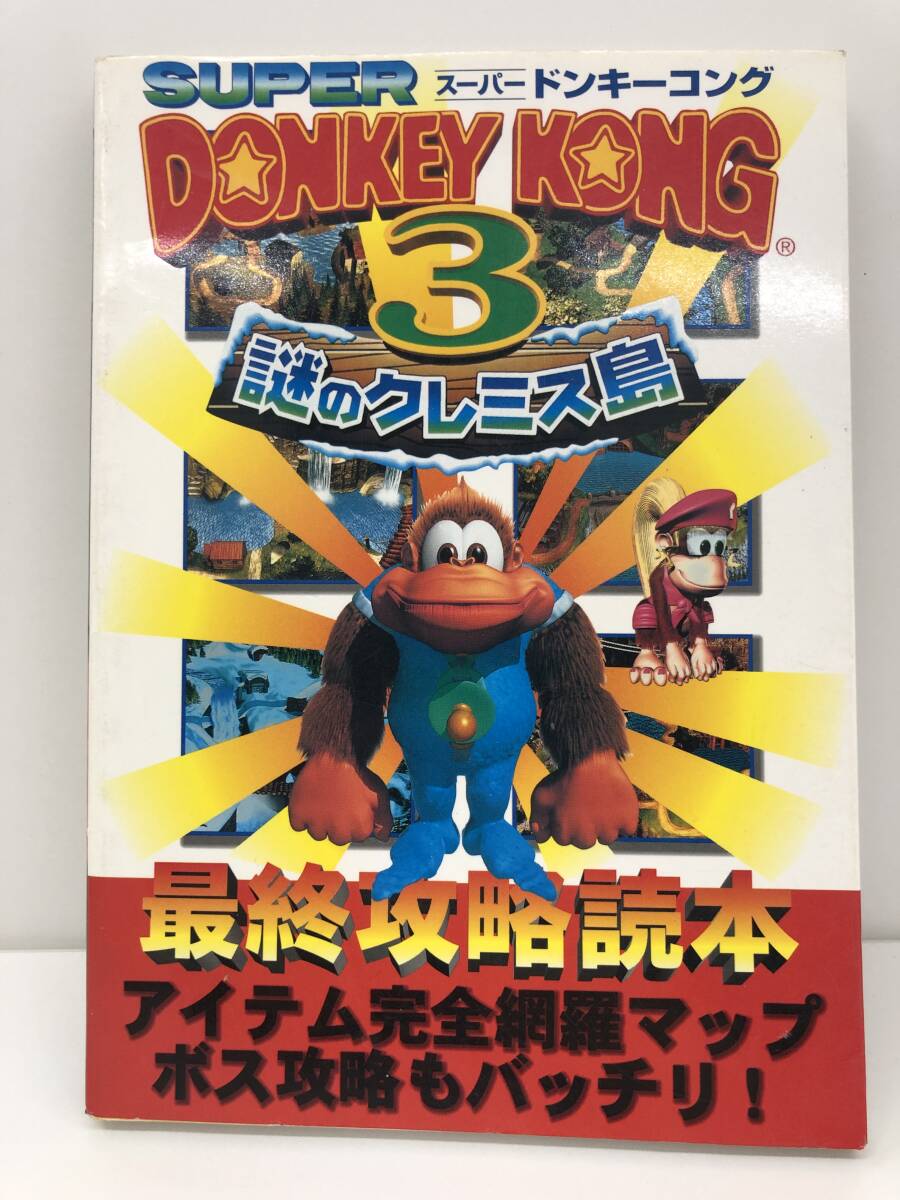 SUPER スーパー ドンキーコング
DONKEY KONG
3 ®
謎のクレミス島
最終攻略読本
アイテム完全網羅マップ
ボス攻略もバッチリ！